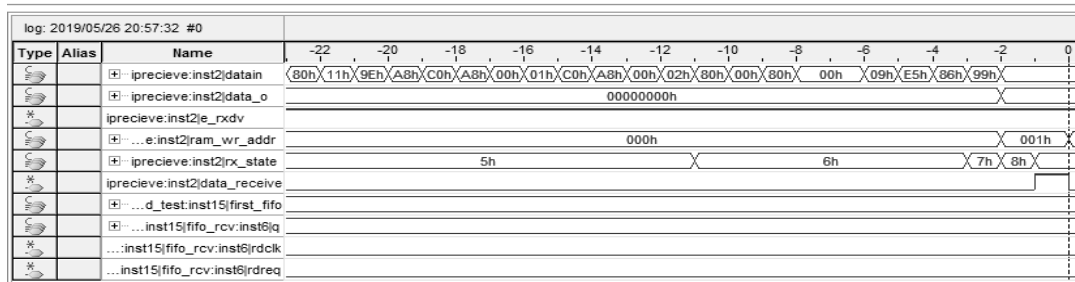 log: 2019/05/26 20:57:32 #0
Type Alias Name -22 -20 -18 -16 -14 -12 -10 -8 -6 -4 -2 0
iprecieve:inst2|datain 80h 11h 9Eh A8h C0h A8h 00h 01h C0h A8h 00h 02h 80h 00h 80h 00h 09h E5h 86h 99h
iprecieve:inst2|data_o 00000000h
iprecieve:inst2|e_rxdv
...e:inst2|ram_wr_addr 000h 001h
iprecieve:inst2|rx_state 5h 6h 7h 8h
iprecieve:inst2|data_receive
...d_test:inst15|first_fifo
...inst15|fifo_rcv:inst6|q
...:inst15|fifo_rcv:inst6|rdclk
...inst15|fifo_rcv:inst6|rdreq